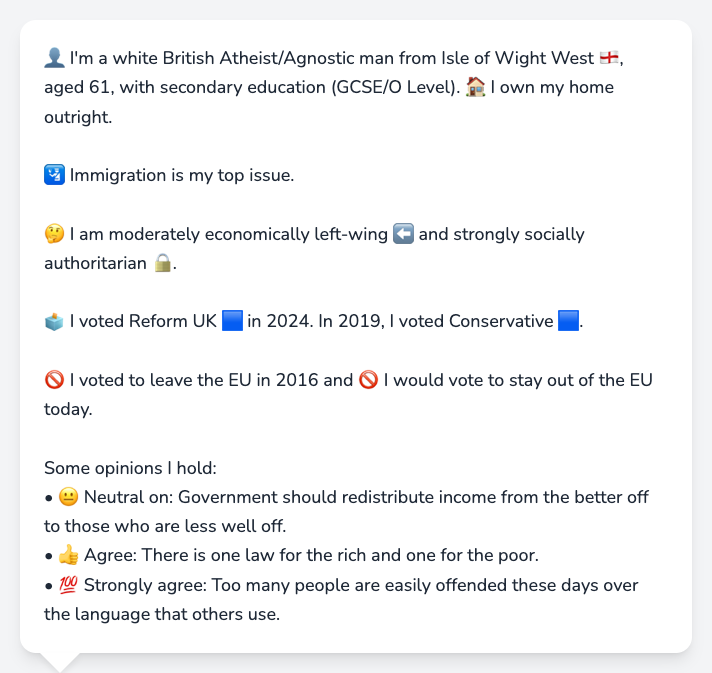 👤 I'm a white British Atheist/Agnostic man from Isle of Wight West 🏴󠁧󠁢󠁥󠁮󠁧󠁿,
aged 61, with secondary education (GCSE/O Level). 🏠 I own my home
outright.
🛂 Immigration is my top issue.
🤔 I am moderately economically left-wing ⬅️ and strongly socially
authoritarian 🔒.
🗳️ I voted Reform UK 🟦 in 2024. In 2019, I voted Conservative 🟦.
🚫 I voted to leave the EU in 2016 and 🚫 I would vote to stay out of the EU
today.
Some opinions I hold:
• 😐 Neutral on: Government should redistribute income from the better off
to those who are less well off.
• 👍 Agree: There is one law for the rich and one for the poor.
• 💯 Strongly agree: Too many people are easily offended these days over
the language that others use.